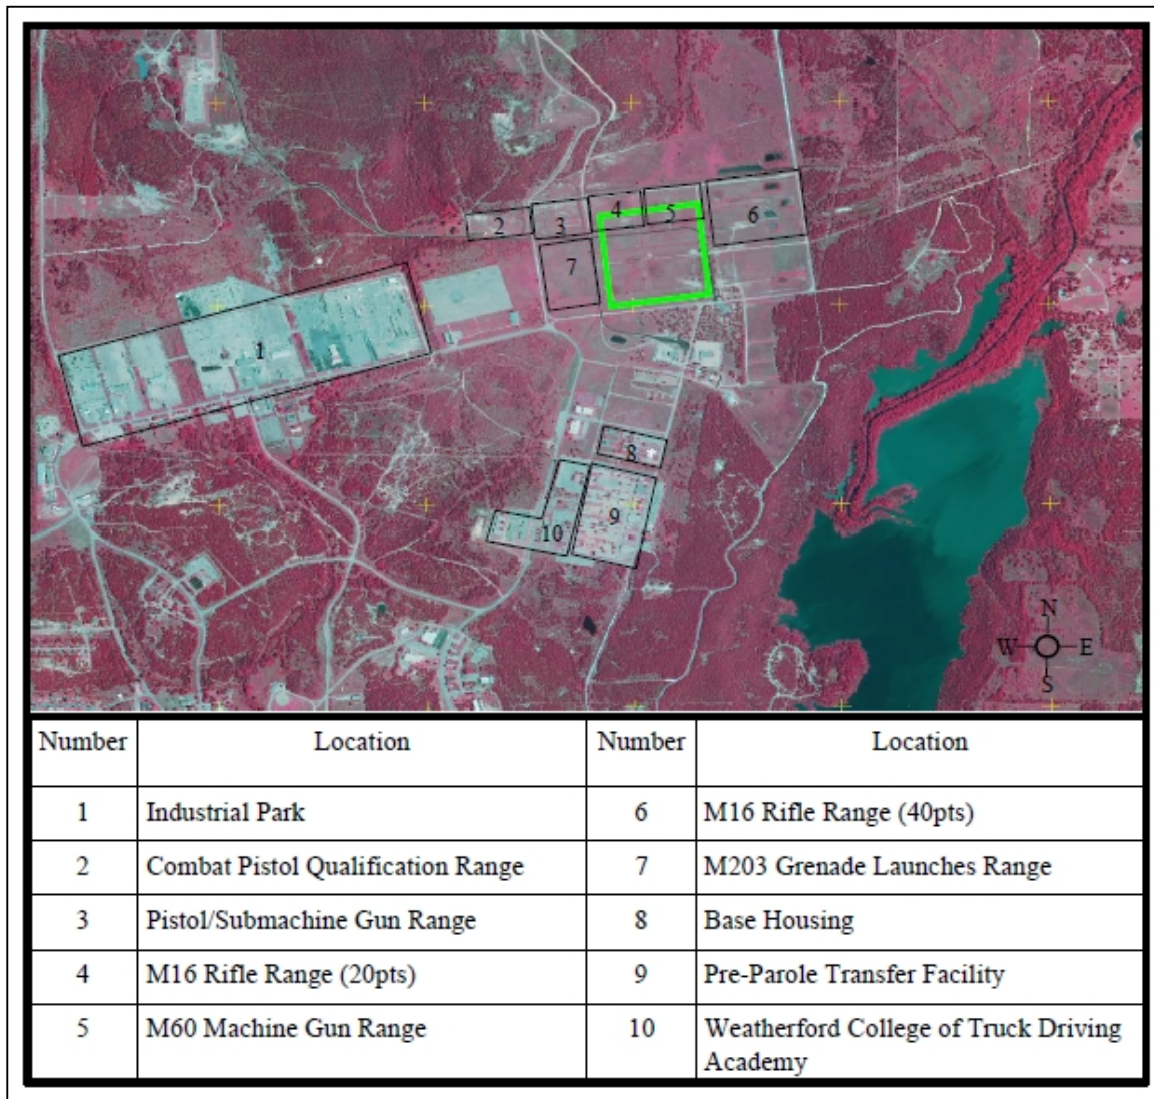 2
3
4
5
6
7
1
8
9
10
N
W E
S
Number Location Number Location
1 Industrial Park 6 M16 Rifle Range (40pts)
2 Combat Pistol Qualification Range 7 M203 Grenade Launches Range
3 Pistol/Submachine Gun Range 8 Base Housing
4 M16 Rifle Range (20pts) 9 Pre-Parole Transfer Facility
5 M60 Machine Gun Range 10 Weatherford College of Truck Driving
Academy